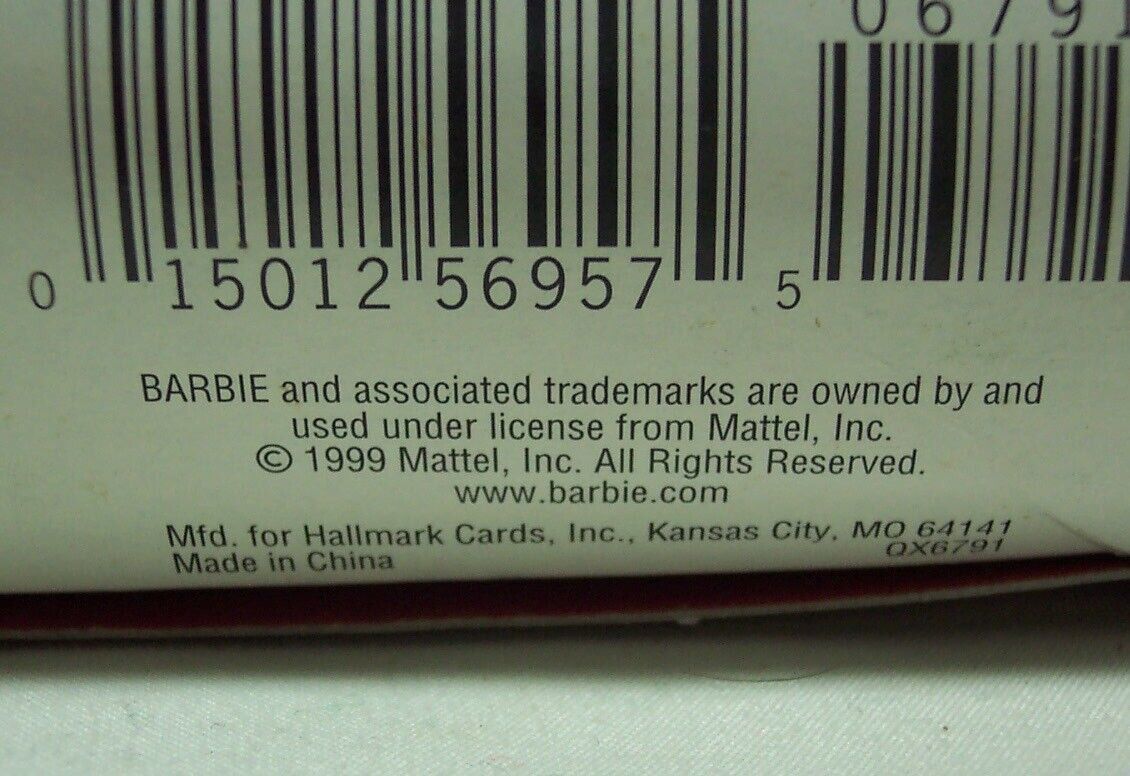 06791
0 15012 56957 5
BARBIE and associated trademarks are owned by and
used under license from Mattel, Inc.
© 1999 Mattel, Inc. All Rights Reserved.
www.barbie.com
Mfd. for Hallmark Cards, Inc., Kansas City, MO 64141
Made in China
QX6791